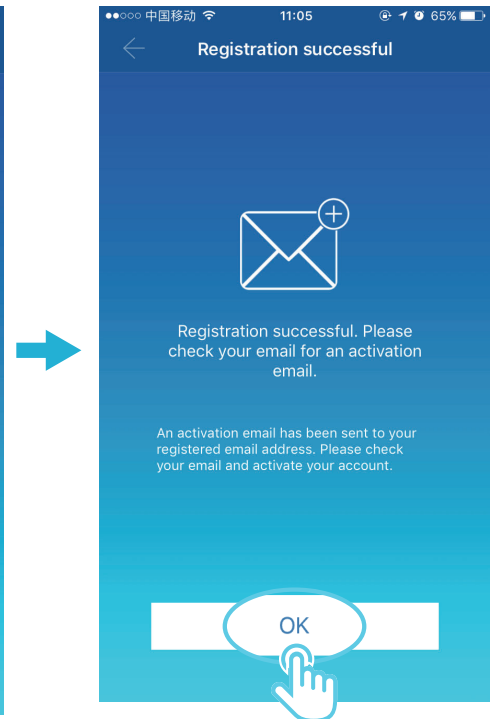 中国移动 11:05 65%
Registration successful
Registration successful. Please
check your email for an activation
email.
An activation email has been sent to your
registered email address. Please check
your email and activate your account.
OK